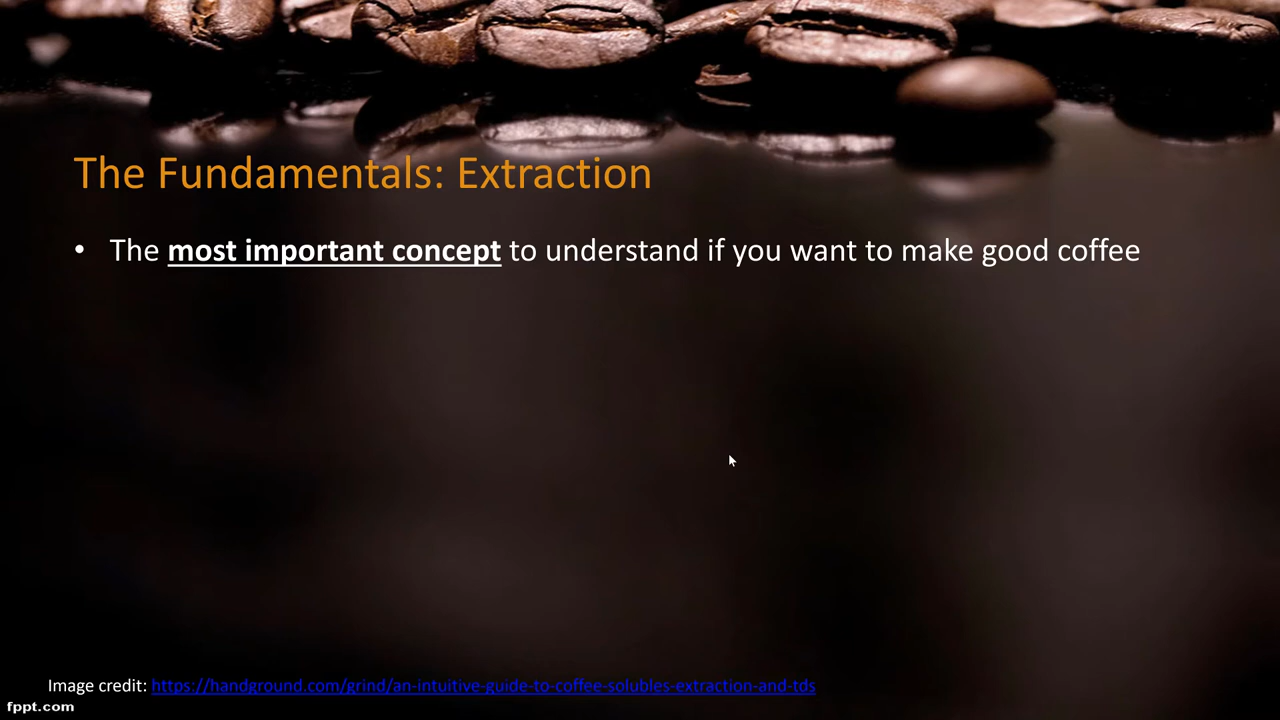 The Fundamentals: Extraction
• The most important concept to understand if you want to make good coffee
Image credit: https://handground.com/grind/an-intuitive-guide-to-coffee-solubles-extraction-and-tds
fppt.com